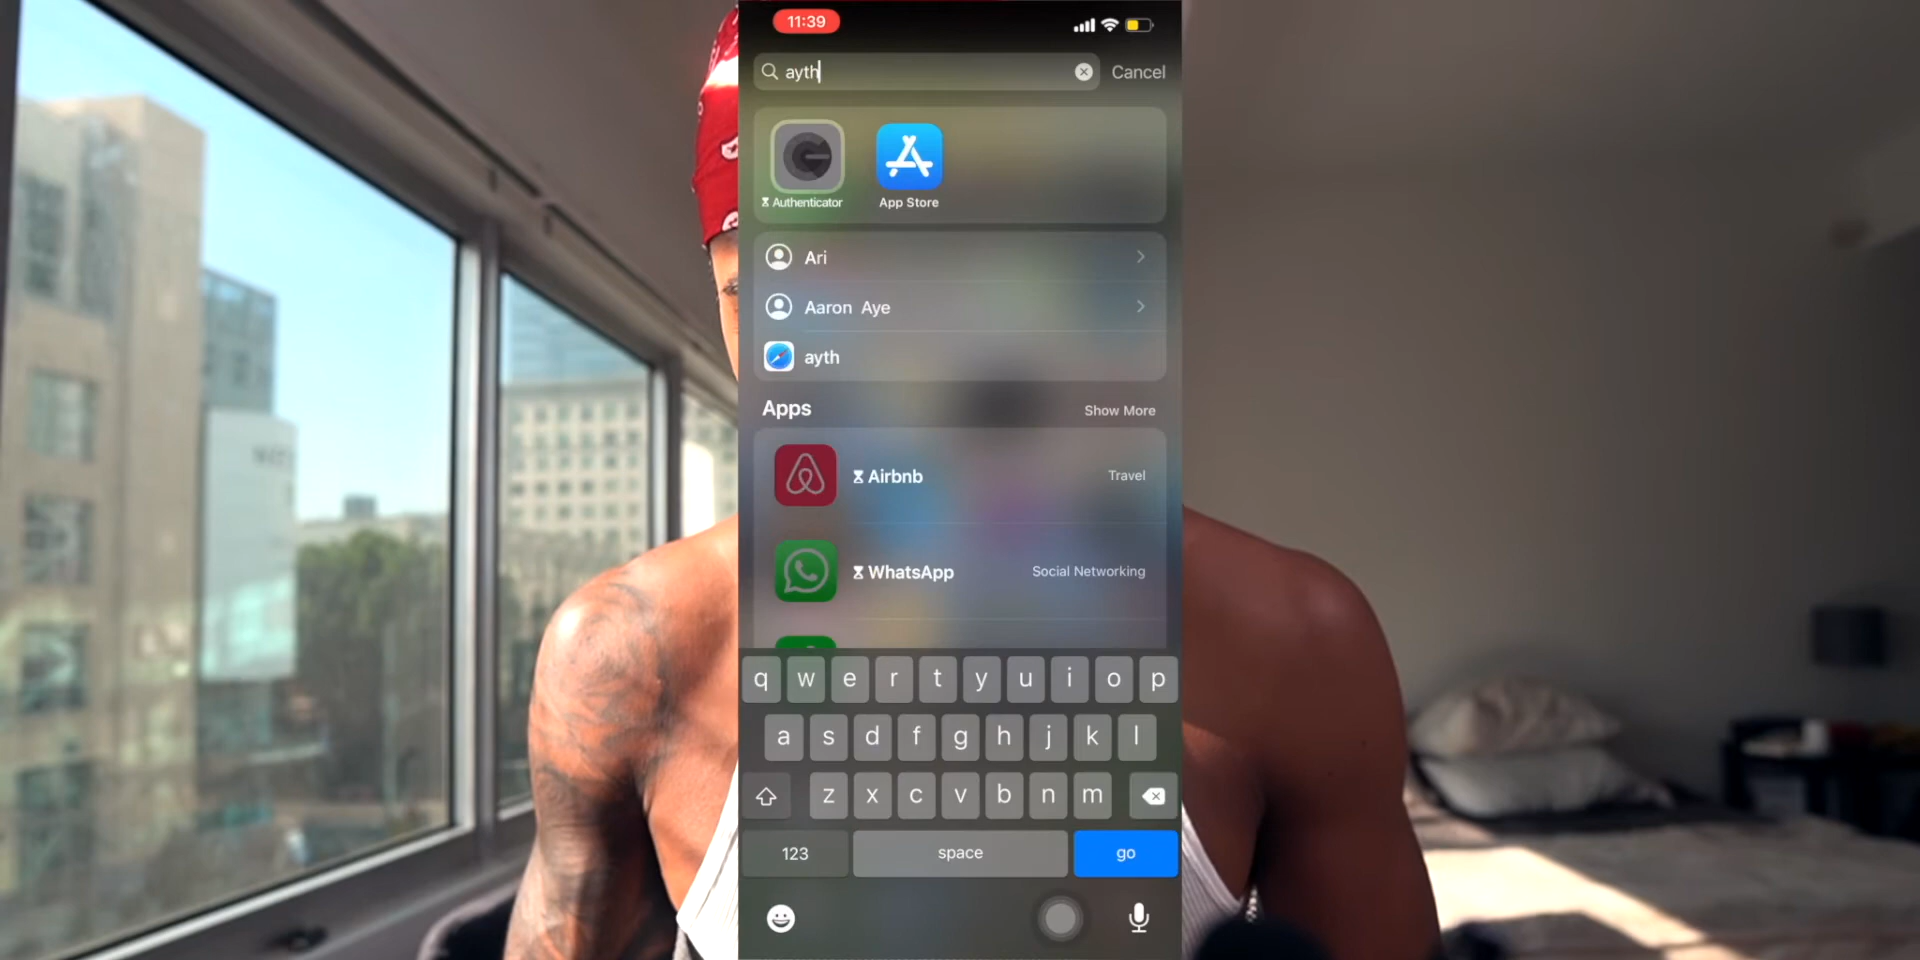 11:39
ayth
Cancel
Authenticator
App Store
Ari
Aaron Aye
ayth
Apps
Show More
Airbnb
Travel
WhatsApp
Social Networking
q w e r t y u i o p
a s d f g h j k l
z x c v b n m
123
space
go